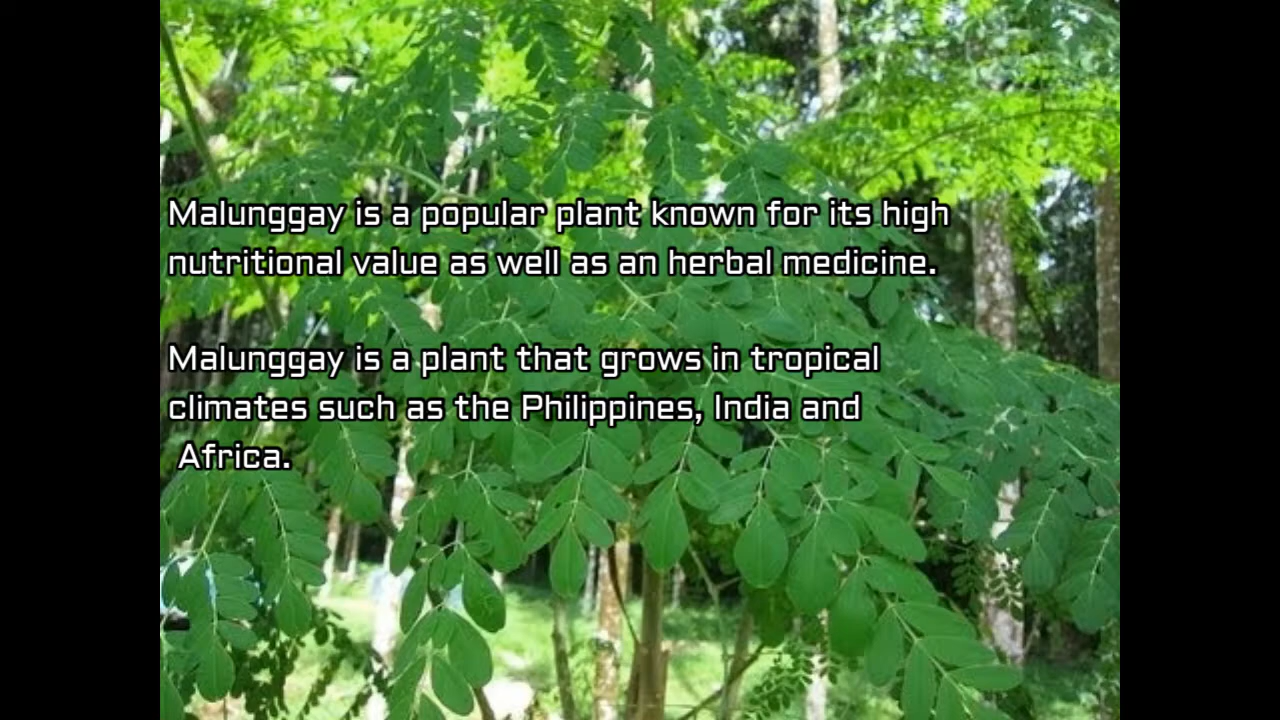 Malunggay is a popular plant known for its high
nutritional value as well as an herbal medicine.
Malunggay is a plant that grows in tropical
climates such as the Philippines, India and
Africa.